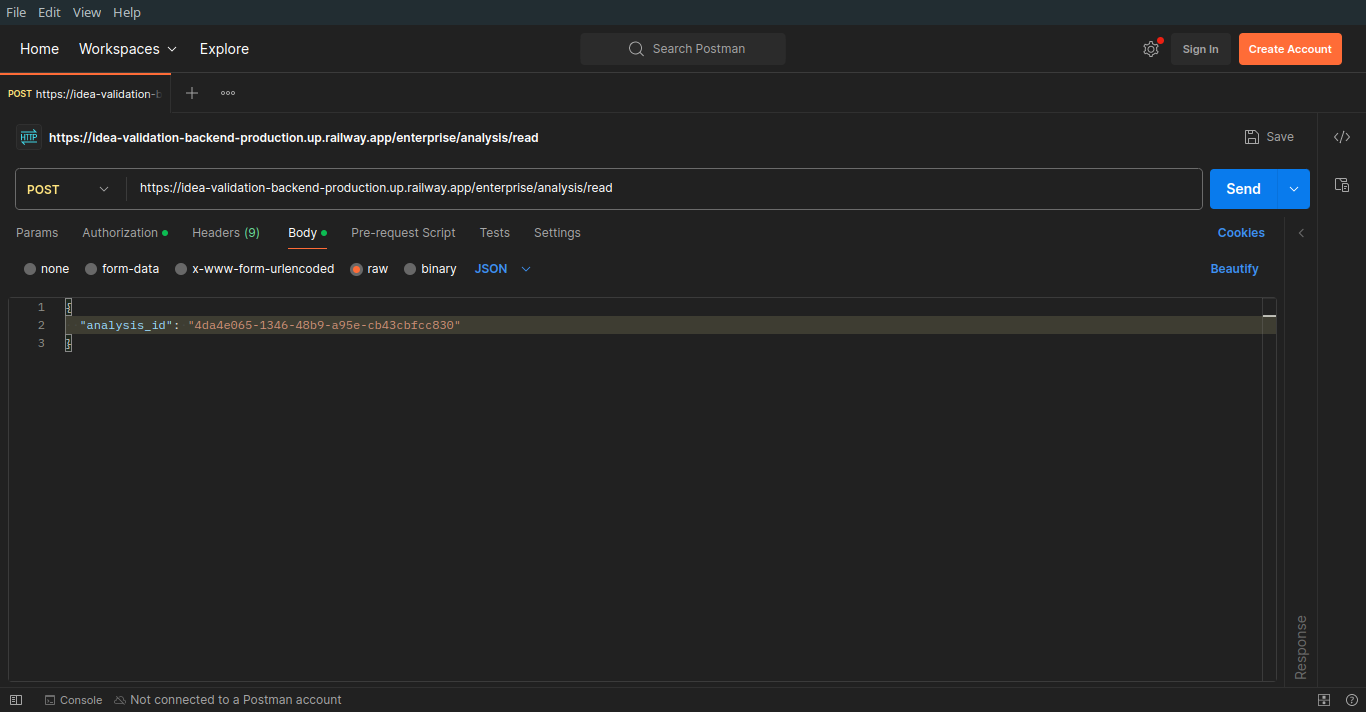 File Edit View Help
Home Workspaces Explore Search Postman Sign In Create Account
POST https://idea-validation-b
HTTP https://idea-validation-backend-production.up.railway.app/enterprise/analysis/read Save
POST https://idea-validation-backend-production.up.railway.app/enterprise/analysis/read Send
Params Authorization Headers (9) Body Pre-request Script Tests Settings Cookies
none form-data x-www-form-urlencoded raw binary JSON Beautify
1 {
2 "analysis_id": "4da4e065-1346-48b9-a95e-cb43cbfcc830"
3 }
Response
Console Not connected to a Postman account